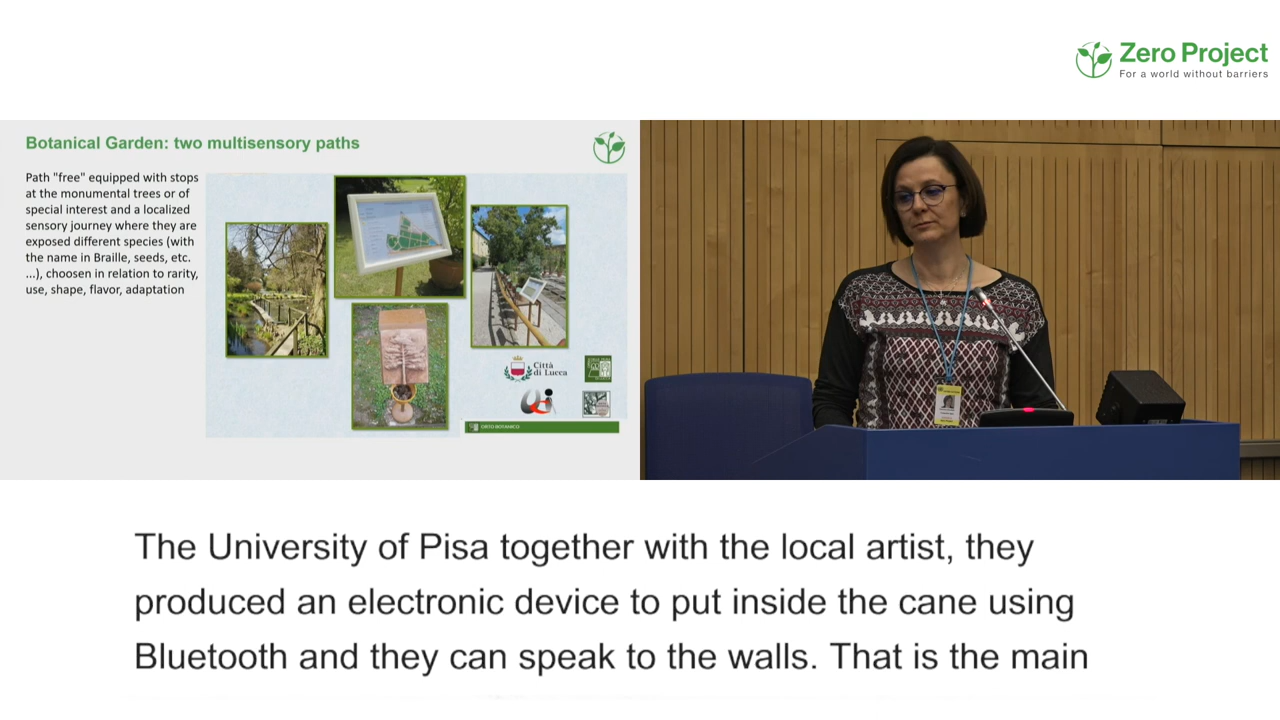 Zero Project
For a world without barriers
Botanical Garden: two multisensory paths
Path "free" equipped with stops
at the monumental trees or of
special interest and a localized
sensory journey where they are
exposed different species (with
the name in Braille, seeds, etc.
...), choosen in relation to rarity,
use, shape, flavor, adaptation
Città
di Lucca
ORTO BOTANICO
The University of Pisa together with the local artist, they
produced an electronic device to put inside the cane using
Bluetooth and they can speak to the walls. That is the main